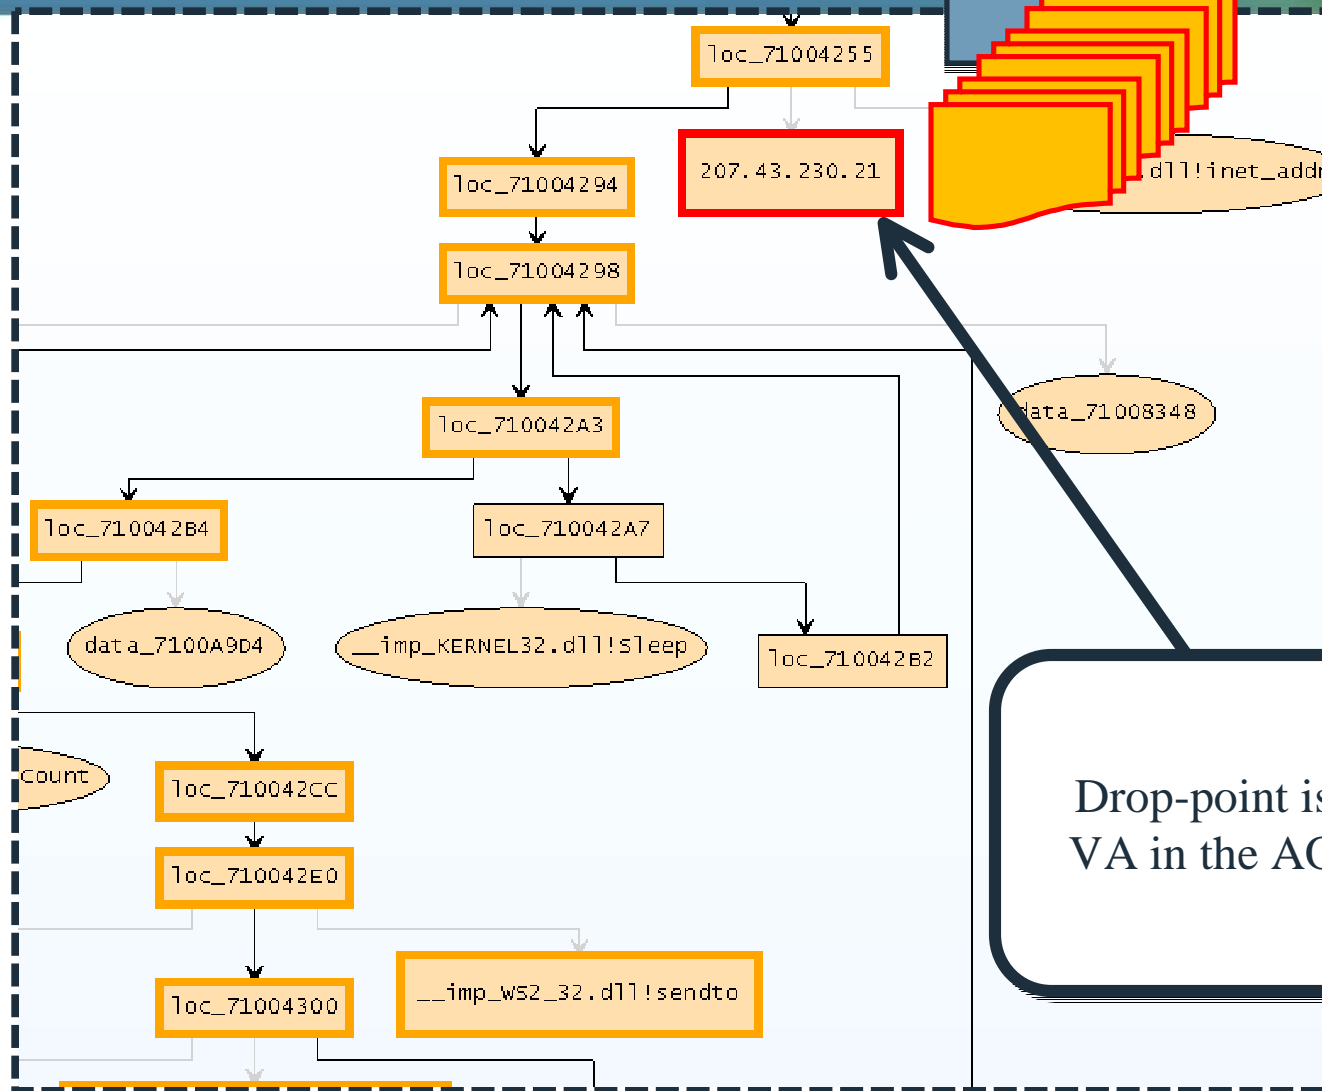 loc_71004255
207.43.230.21
.dll!inet_addr
loc_71004294
loc_71004298
data_71008348
loc_710042A3
loc_710042B4
loc_710042A7
data_7100A9D4
__imp_KERNEL32.dll!Sleep
loc_710042B2
Count
loc_710042CC
Drop-point is
VA in the AO
loc_710042E0
__imp_WS2_32.dll!sendto
loc_71004300